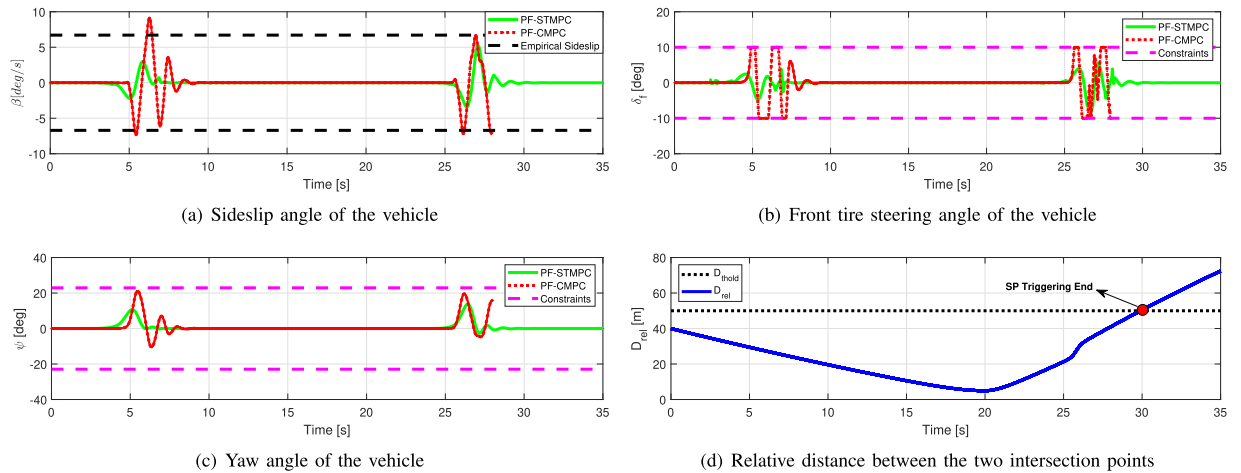 10
5
0
-5
-10
β[deg/s]
PF-STMPC
PF-CMPC
Empirical Sideslip
0 5 10 15 20 25 30 35
Time [s]
(a) Sideslip angle of the vehicle
20
10
0
-10
-20
δf [deg]
PF-STMPC
PF-CMPC
Constraints
0 5 10 15 20 25 30 35
Time [s]
(b) Front tire steering angle of the vehicle
40
20
0
-20
-40
ψ [deg]
PF-STMPC
PF-CMPC
Constraints
0 5 10 15 20 25 30 35
Time [s]
(c) Yaw angle of the vehicle
80
60
40
20
0
Drel [m]
Dthold
Drel
SP Triggering End
0 5 10 15 20 25 30 35
Time [s]
(d) Relative distance between the two intersection points